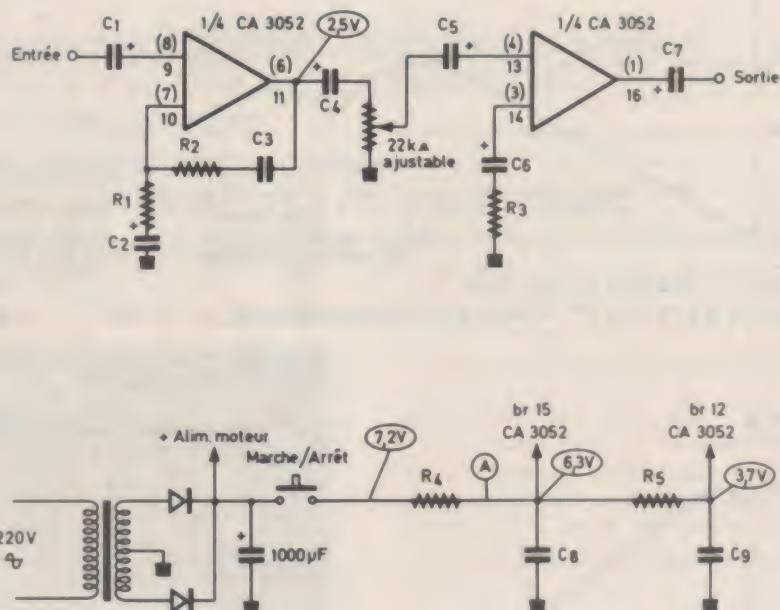 C1
1/4 CA 3052
2,5V
C5
1/4 CA 3052
C7
Entrée
+
(8)
9
(6)
11
+
C4
+
(4)
13
(1)
16
+
Sortie
(7)
10
(3)
14
R2
C3
22kΩ
ajustable
+
C6
R1
+
C2
R3
+ Alim. moteur
Marche/Arrêt
7,2V
br 15
CA 3052
br 12
CA 3052
R4
A
6,3V
R5
3,7V
220V
+
1000µF
C8
C9